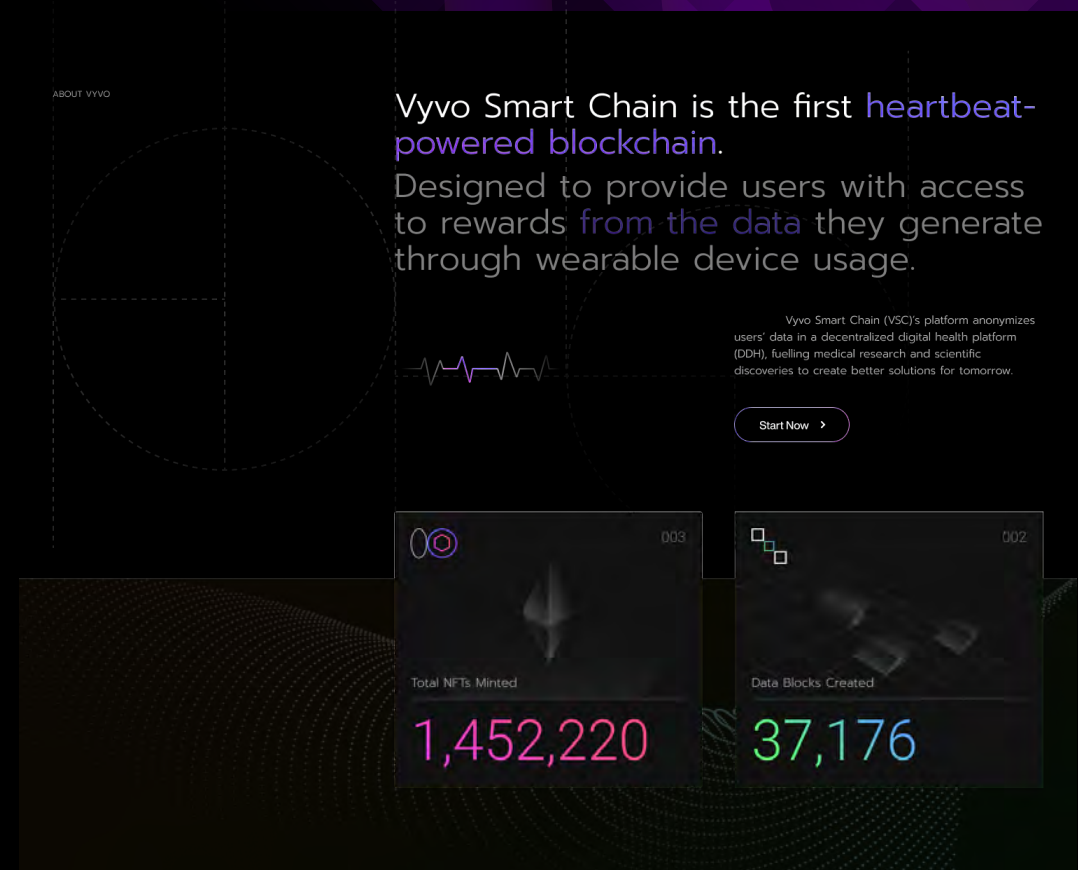 ABOUT VYVO
Vyvo Smart Chain is the first heartbeat-
powered blockchain.
Designed to provide users with access
to rewards from the data they generate
through wearable device usage.
Vyvo Smart Chain (VSC)'s platform anonymizes
users' data in a decentralized digital health platform
(DDH), fuelling medical research and scientific
discoveries to create better solutions for tomorrow.
Start Now
003
Total NFTs Minted
1,452,220
002
Data Blocks Created
37,176